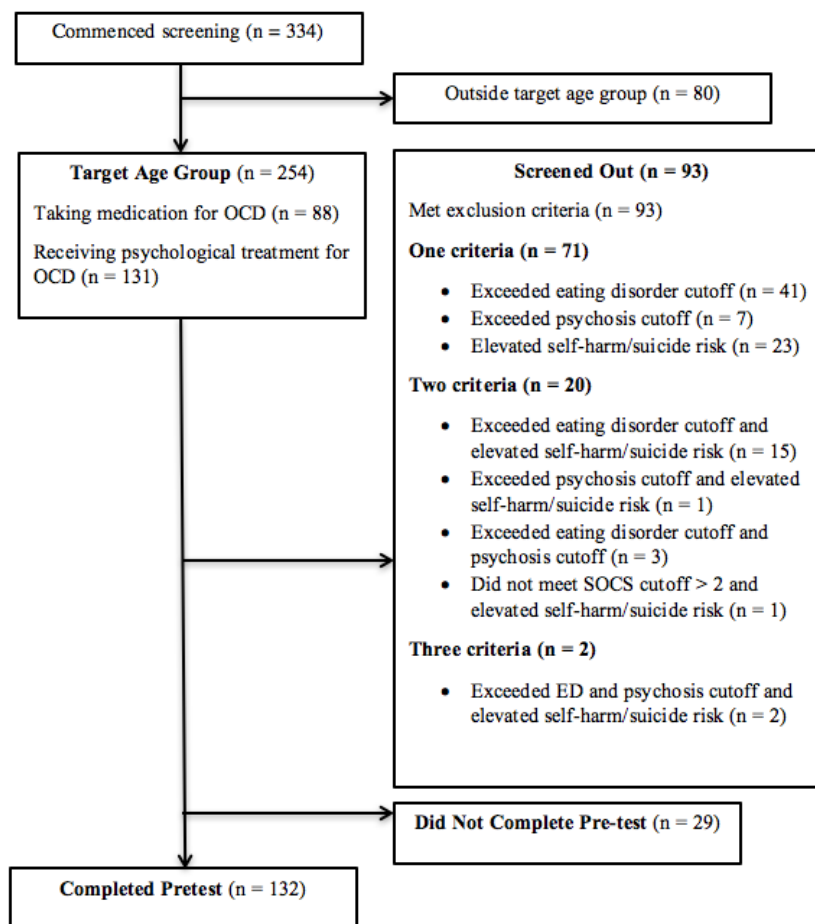 Commenced screening (n = 334)
Outside target age group (n = 80)
Target Age Group (n = 254)
Taking medication for OCD (n = 88)
Receiving psychological treatment for
OCD (n = 131)
Screened Out (n = 93)
Met exclusion criteria (n = 93)
One criteria (n = 71)
• Exceeded eating disorder cutoff (n = 41)
• Exceeded psychosis cutoff (n = 7)
• Elevated self-harm/suicide risk (n = 23)
Two criteria (n = 20)
• Exceeded eating disorder cutoff and
elevated self-harm/suicide risk (n = 15)
• Exceeded psychosis cutoff and elevated
self-harm/suicide risk (n = 1)
• Exceeded eating disorder cutoff and
psychosis cutoff (n = 3)
• Did not meet SOCS cutoff > 2 and
elevated self-harm/suicide risk (n = 1)
Three criteria (n = 2)
• Exceeded ED and psychosis cutoff and
elevated self-harm/suicide risk (n = 2)
Did Not Complete Pre-test (n = 29)
Completed Pretest (n = 132)